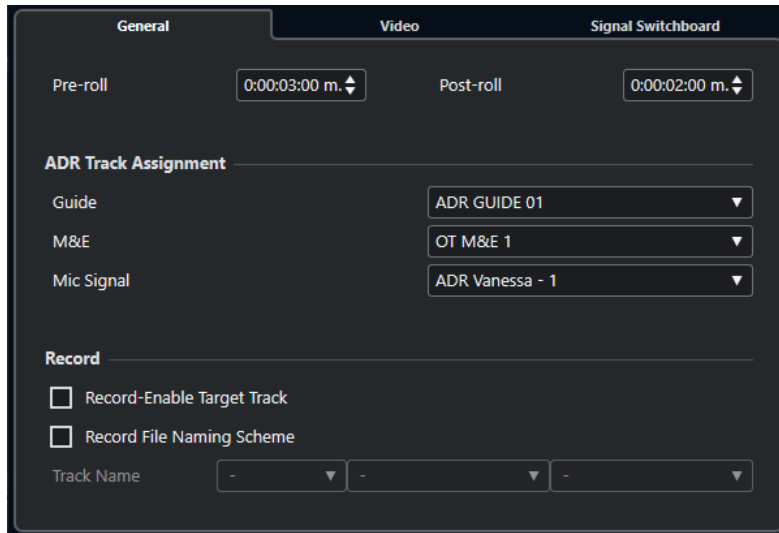 General Video Signal Switchboard
Pre-roll 0:00:03:00 m. Post-roll 0:00:02:00 m.
ADR Track Assignment
Guide ADR GUIDE 01
M&E OT M&E 1
Mic Signal ADR Vanessa - 1
Record
Record-Enable Target Track
Record File Naming Scheme
Track Name - - -